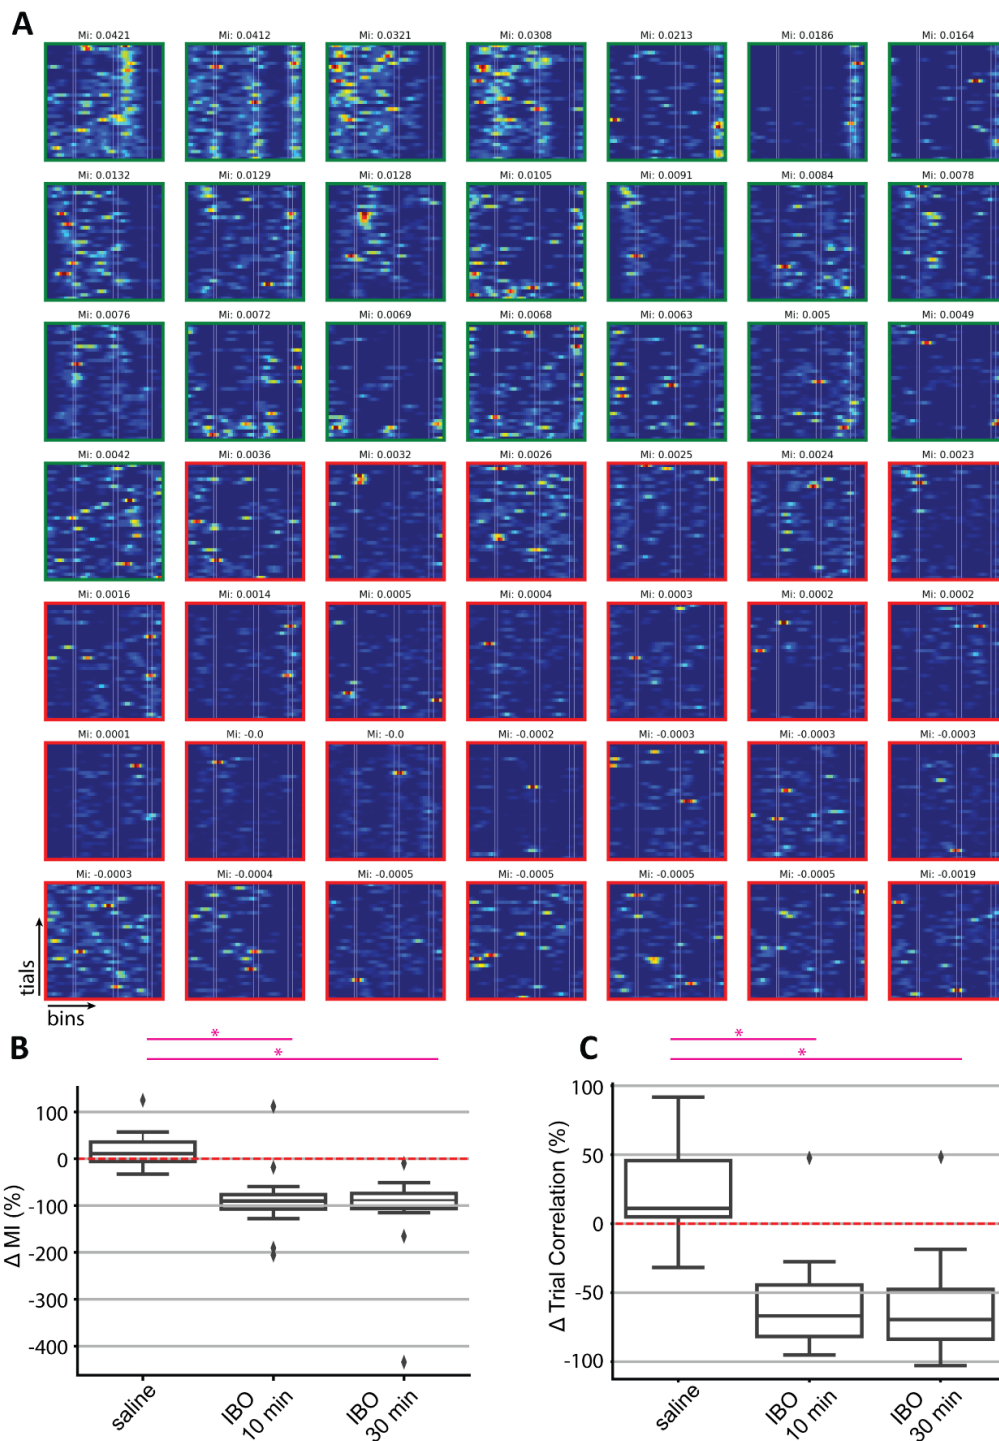 A
Mi: 0.0421 Mi: 0.0412 Mi: 0.0321 Mi: 0.0308 Mi: 0.0213 Mi: 0.0186 Mi: 0.0164
Mi: 0.0132 Mi: 0.0129 Mi: 0.0128 Mi: 0.0105 Mi: 0.0091 Mi: 0.0084 Mi: 0.0078
Mi: 0.0076 Mi: 0.0072 Mi: 0.0069 Mi: 0.0068 Mi: 0.0063 Mi: 0.005 Mi: 0.0049
Mi: 0.0042 Mi: 0.0036 Mi: 0.0032 Mi: 0.0026 Mi: 0.0025 Mi: 0.0024 Mi: 0.0023
Mi: 0.0016 Mi: 0.0014 Mi: 0.0005 Mi: 0.0004 Mi: 0.0003 Mi: 0.0002 Mi: 0.0002
Mi: 0.0001 Mi: -0.0 Mi: -0.0 Mi: -0.0002 Mi: -0.0003 Mi: -0.0003 Mi: -0.0003
Mi: -0.0003 Mi: -0.0004 Mi: -0.0005 Mi: -0.0005 Mi: -0.0005 Mi: -0.0005 Mi: -0.0019
tials
bins
B
*
*
Δ MI (%)
100
0
-100
-200
-300
-400
saline
IBO
10 min
IBO
30 min
C
*
*
Δ Trial Correlation (%)
100
50
0
-50
-100
saline
IBO
10 min
IBO
30 min